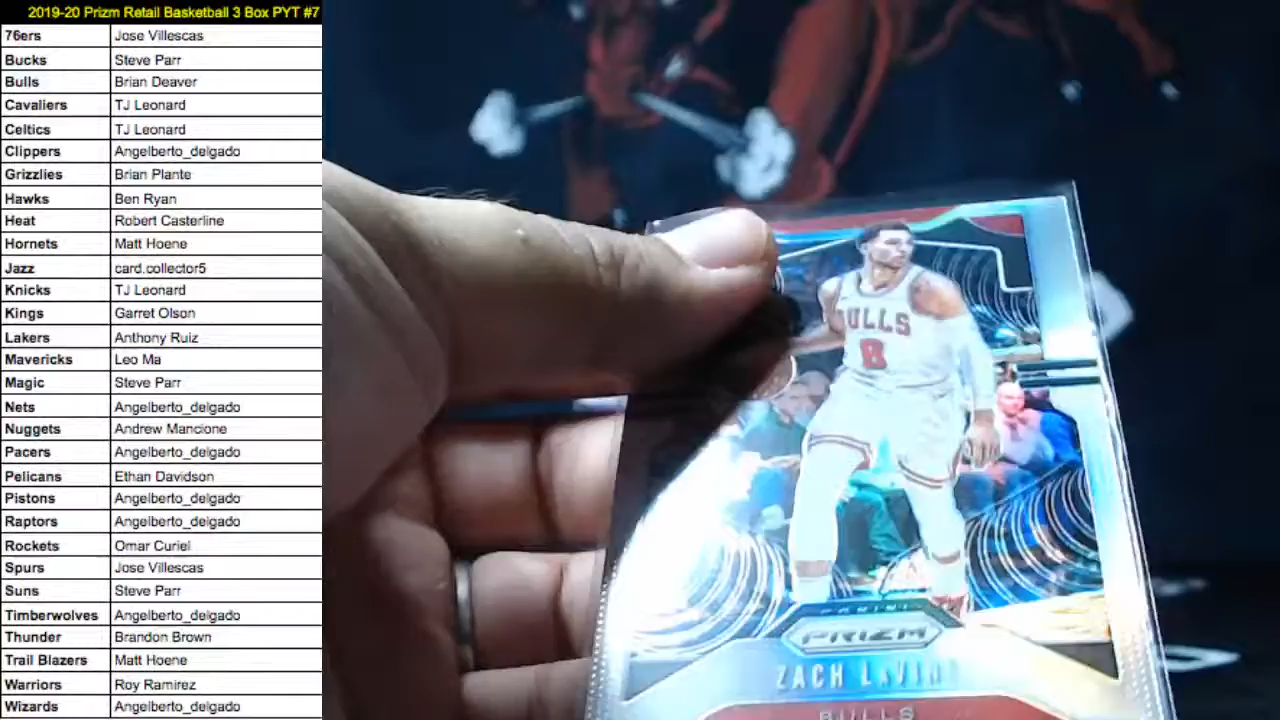 2019-20 Prizm Retail Basketball 3 Box PYT #7
76ers Jose Villescas
Bucks Steve Parr
Bulls Brian Deaver
Cavaliers TJ Leonard
Celtics TJ Leonard
Clippers Angelberto_delgado
Grizzlies Brian Plante
Hawks Ben Ryan
Heat Robert Casterline
Hornets Matt Hoene
Jazz card.collector5
Knicks TJ Leonard
Kings Garret Olson
Lakers Anthony Ruiz
Mavericks Leo Ma
Magic Steve Parr
Nets Angelberto_delgado
Nuggets Andrew Mancione
Pacers Angelberto_delgado
Pelicans Ethan Davidson
Pistons Angelberto_delgado
Raptors Angelberto_delgado
Rockets Omar Curiel
Spurs Jose Villescas
Suns Steve Parr
Timberwolves Angelberto_delgado
Thunder Brandon Brown
Trail Blazers Matt Hoene
Warriors Roy Ramirez
Wizards Angelberto_delgado
BULLS
8
PANINI
PRIZM
ZACH LAVINE
BULLS